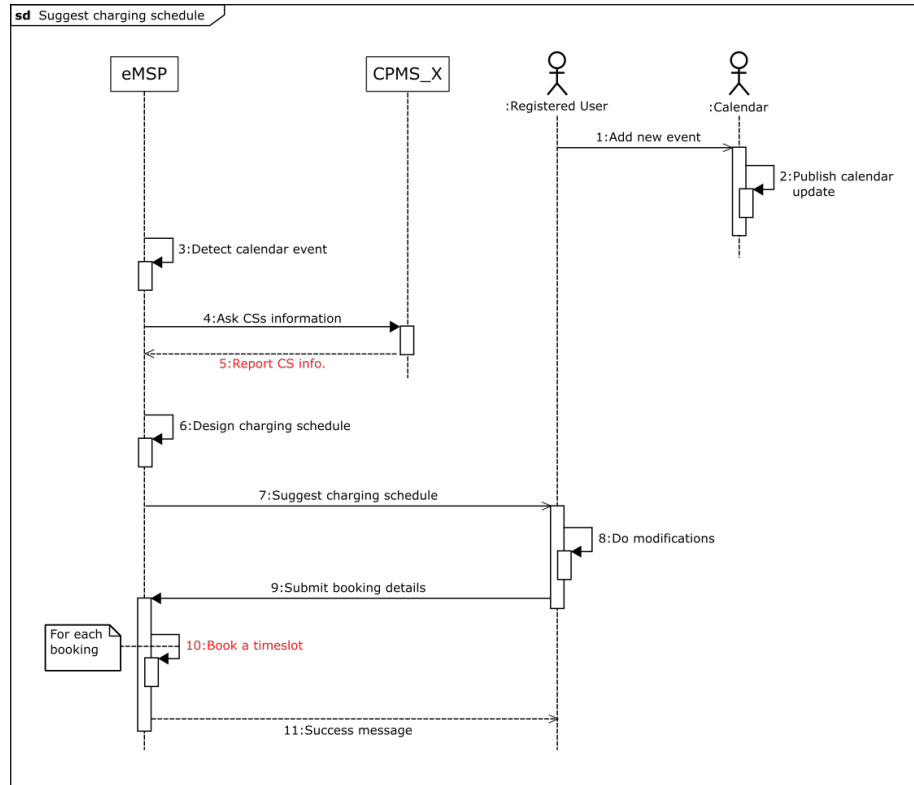 sd Suggest charging schedule
eMSP
CPMS_X
:Registered User
:Calendar
1:Add new event
2:Publish calendar
update
3:Detect calendar event
4:Ask CSs information
5:Report CS info.
6:Design charging schedule
7:Suggest charging schedule
8:Do modifications
9:Submit booking details
For each
booking
10:Book a timeslot
11:Success message